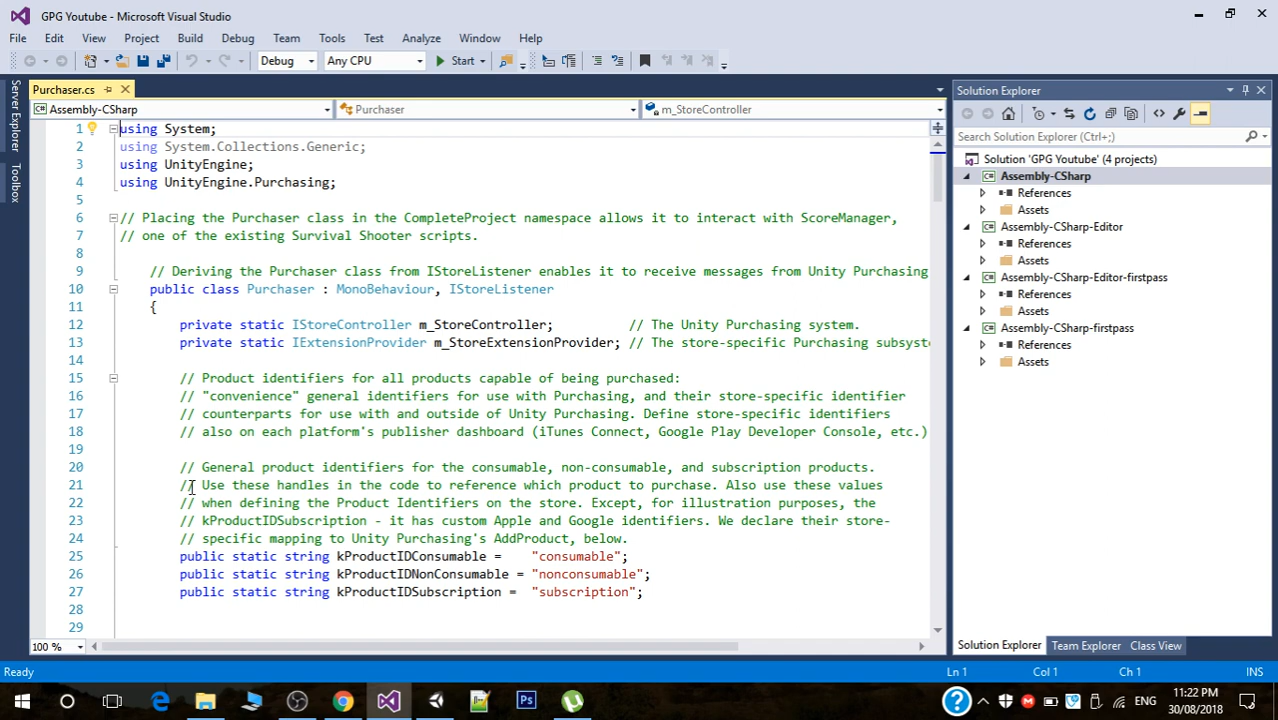 GPG Youtube - Microsoft Visual Studio
File Edit View Project Build Debug Team Tools Test Analyze Window Help
Debug Any CPU Start
Server Explorer
Toolbox
Purchaser.cs
Assembly-CSharp Purchaser m_StoreController
1 using System;
2 using System.Collections.Generic;
3 using UnityEngine;
4 using UnityEngine.Purchasing;
5
6 // Placing the Purchaser class in the CompleteProject namespace allows it to interact with ScoreManager,
7 // one of the existing Survival Shooter scripts.
8
9 // Deriving the Purchaser class from IStoreListener enables it to receive messages from Unity Purchasing
10 public class Purchaser : MonoBehaviour, IStoreListener
11 {
12 private static IStoreController m_StoreController; // The Unity Purchasing system.
13 private static IExtensionProvider m_StoreExtensionProvider; // The store-specific Purchasing subsyste
14
15 // Product identifiers for all products capable of being purchased:
16 // "convenience" general identifiers for use with Purchasing, and their store-specific identifier
17 // counterparts for use with and outside of Unity Purchasing. Define store-specific identifiers
18 // also on each platform's publisher dashboard (iTunes Connect, Google Play Developer Console, etc.)
19
20 // General product identifiers for the consumable, non-consumable, and subscription products.
21 // Use these handles in the code to reference which product to purchase. Also use these values
22 // when defining the Product Identifiers on the store. Except, for illustration purposes, the
23 // kProductIDSubscription - it has custom Apple and Google identifiers. We declare their store-
24 // specific mapping to Unity Purchasing's AddProduct, below.
25 public static string kProductIDConsumable = "consumable";
26 public static string kProductIDNonConsumable = "nonconsumable";
27 public static string kProductIDSubscription = "subscription";
28
29
100 %
Solution Explorer
Search Solution Explorer (Ctrl+;)
Solution 'GPG Youtube' (4 projects)
Assembly-CSharp
References
Assets
Assembly-CSharp-Editor
References
Assets
Assembly-CSharp-Editor-firstpass
References
Assets
Assembly-CSharp-firstpass
References
Assets
Solution Explorer Team Explorer Class View
Ready Ln 1 Col 1 Ch 1 INS
ENG
11:22 PM
30/08/2018